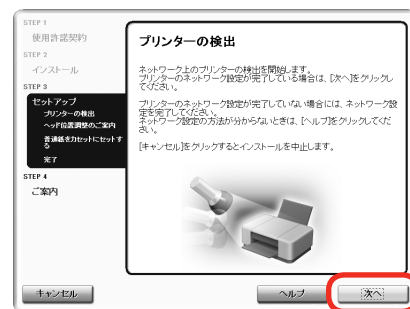 STEP 1
使用許諾契約
STEP 2
インストール
STEP 3
セットアップ
プリンターの検出
ヘッド位置調整のご案内
普通紙をカセットにセットす
る
完了
STEP 4
ご案内
プリンターの検出
ネットワーク上のプリンターの検出を開始します。
プリンターのネットワーク設定が完了している場合は、[次へ]をクリックし
てください。
プリンターのネットワーク設定が完了していない場合には、ネットワーク設
定を完了してください。
ネットワーク設定の方法が分からないときは、[ヘルプ]をクリックしてくだ
さい。
[キャンセル]をクリックするとインストールを中止します。
キャンセル
ヘルプ
次へ